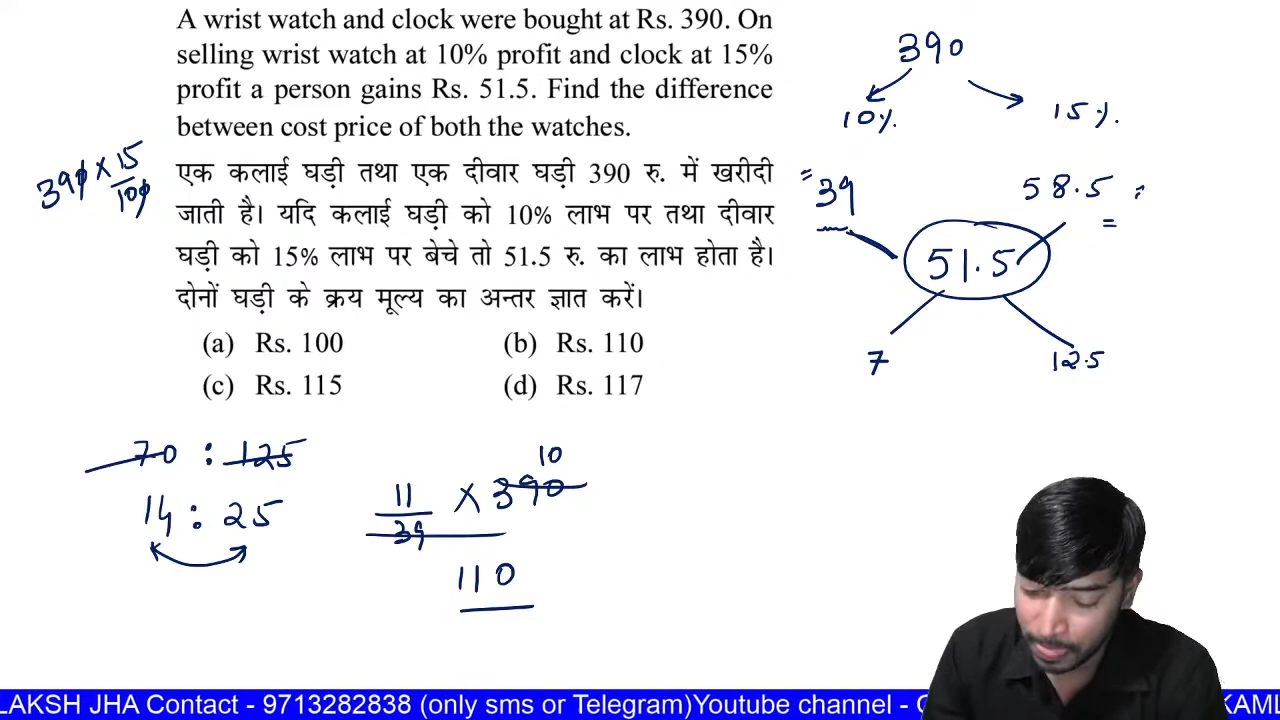 A wrist watch and clock were bought at Rs. 390. On
selling wrist watch at 10% profit and clock at 15%
profit a person gains Rs. 51.5. Find the difference
between cost price of both the watches.
एक कलाई घड़ी तथा एक दीवार घड़ी 390 रु. में खरीदी
जाती है। यदि कलाई घड़ी को 10% लाभ पर तथा दीवार
घड़ी को 15% लाभ पर बेचे तो 51.5 रु. का लाभ होता है।
दोनों घड़ी के क्रय मूल्य का अन्तर ज्ञात करें।
(a) Rs. 100 (b) Rs. 110
(c) Rs. 115 (d) Rs. 117
390 × 15
100
390
10% 15%
= 39 58.5 :
=
51.5
7 12.5
70 : 125
14 : 25
10
11 × 390
39
110
LAKSH JHA Contact - 9713282838 (only sms or Telegram)Youtube channel - C KAML